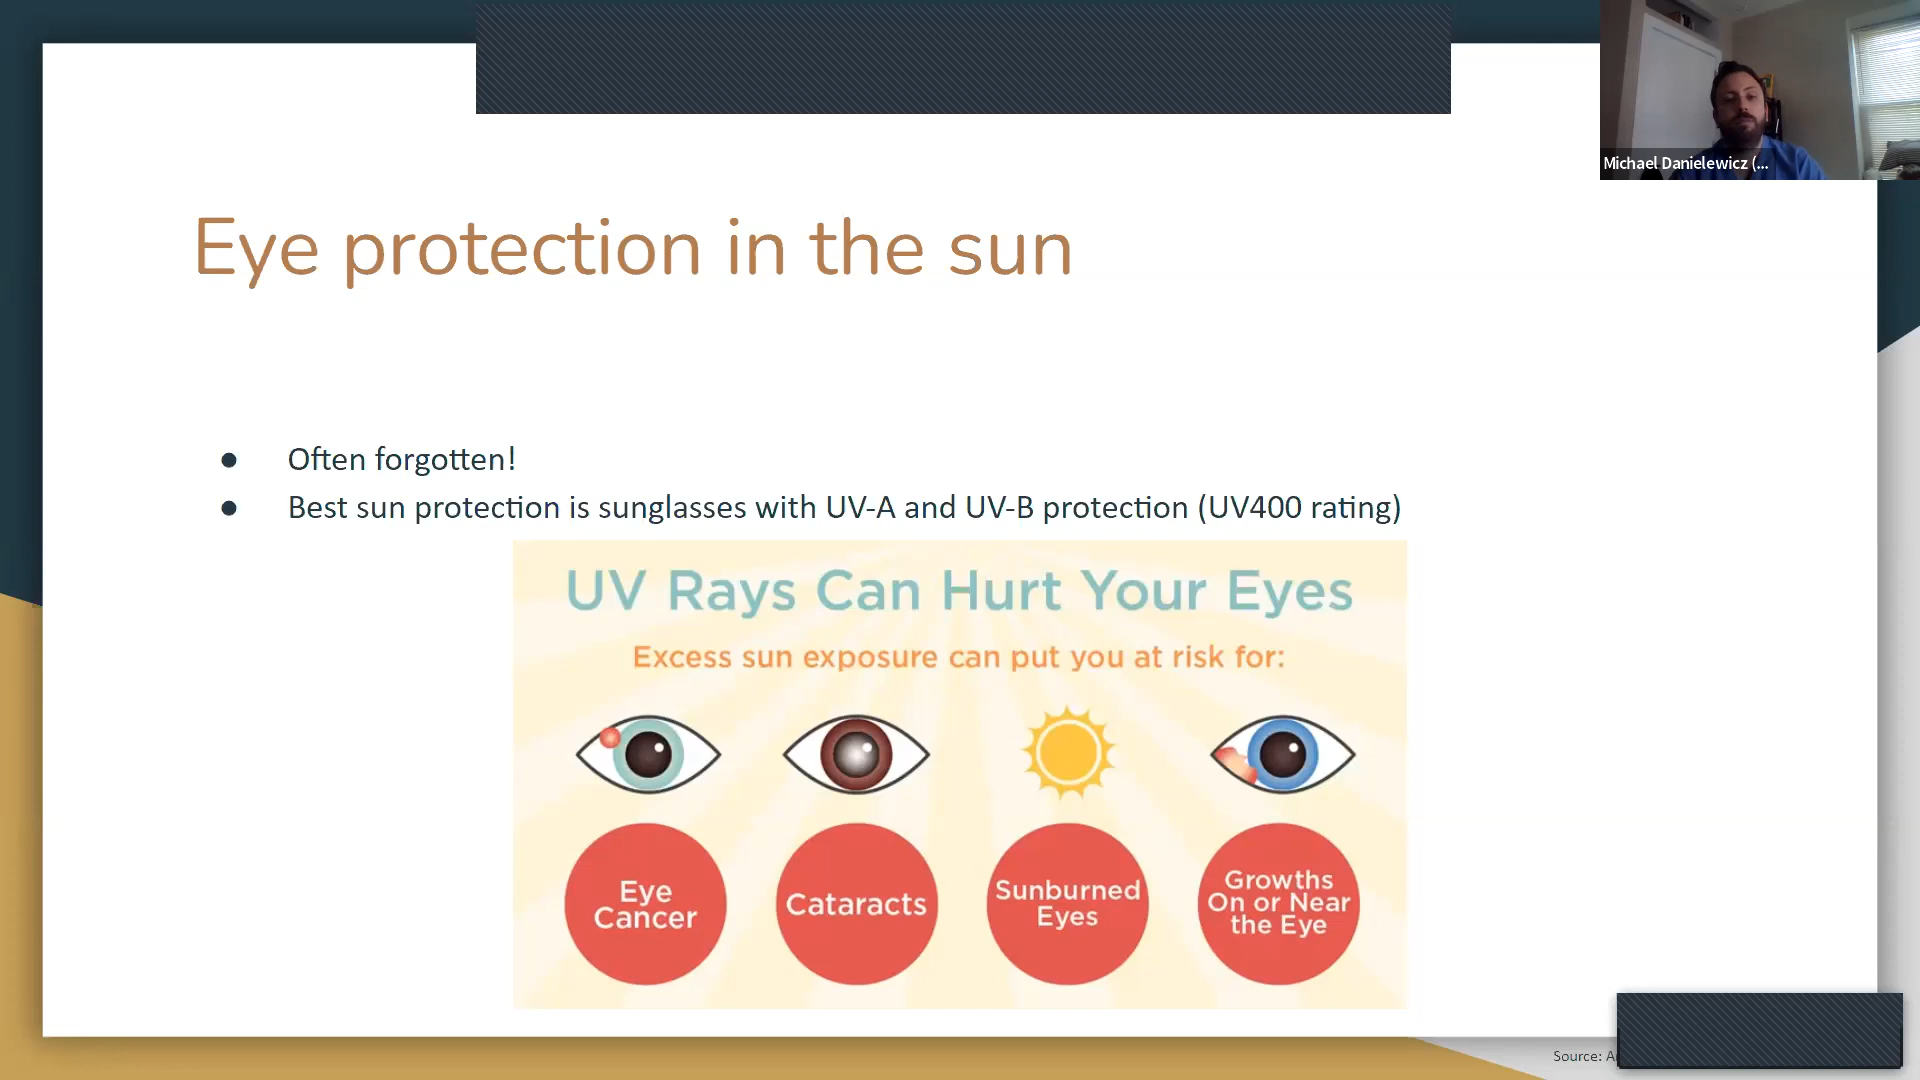 Michael Danielewicz (...
Eye protection in the sun
● Often forgotten!
● Best sun protection is sunglasses with UV-A and UV-B protection (UV400 rating)
UV Rays Can Hurt Your Eyes
Excess sun exposure can put you at risk for:
Eye
Cancer
Cataracts
Sunburned
Eyes
Growths
On or Near
the Eye
Source: